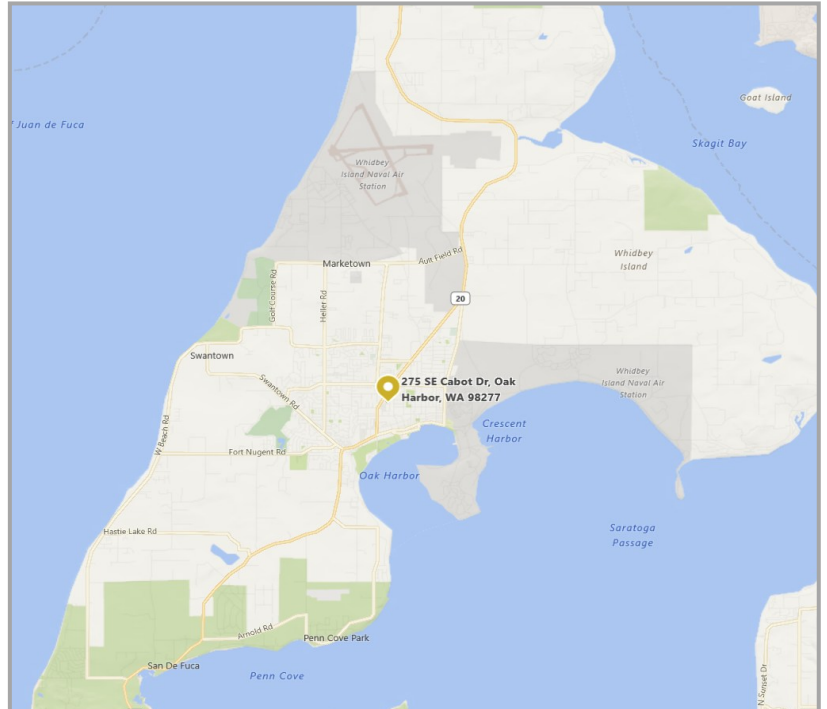 Goat Island
f Juan de Fuca
Skagit Bay
Whidbey
Island Naval Air
Station
Ault Field Rd
Whidbey
Island
Marketown
Golf Course Rd
Heller Rd
20
Swantown
Whidbey
Island Naval Air
Station
Swantown Rd
275 SE Cabot Dr, Oak
Harbor, WA 98277
W Beach Rd
Crescent
Harbor
Fort Nugent Rd
Oak Harbor
Hastie Lake Rd
Saratoga
Passage
Arnold Rd
Penn Cove Park
San De Fuca
Penn Cove
N Sunset Dr